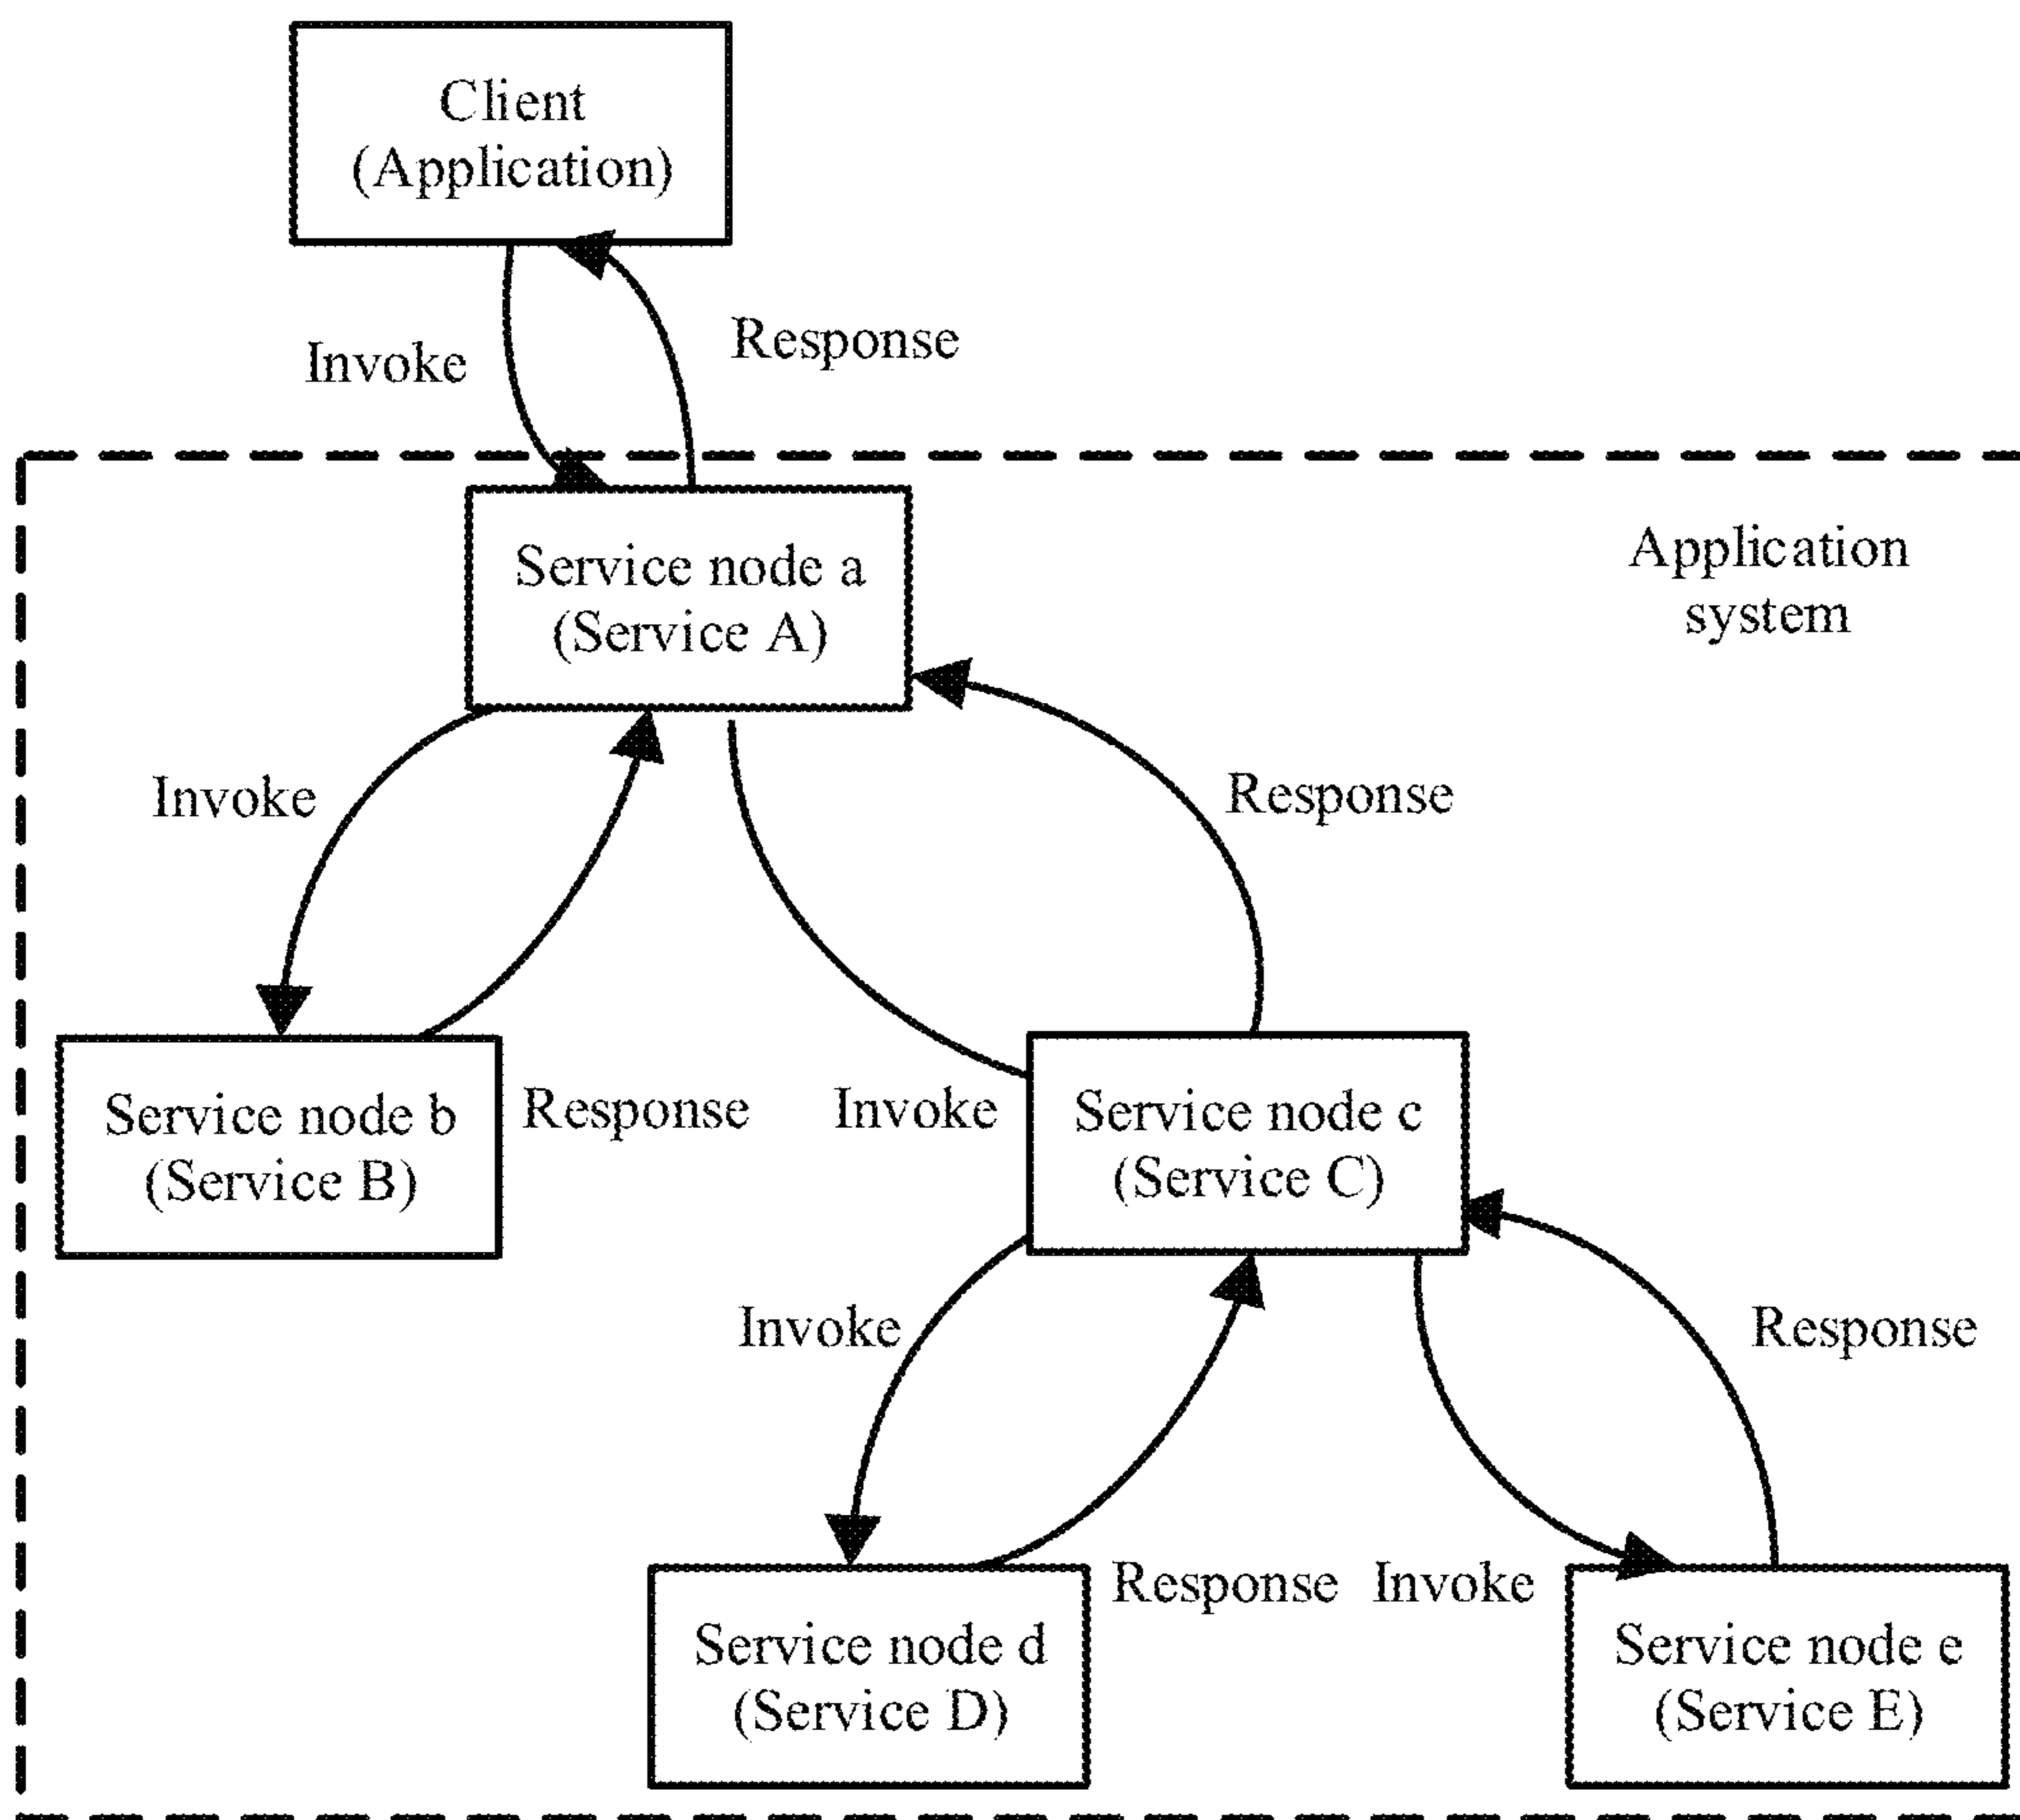 Client
(Application)
Invoke
Response
Service node a
(Service A)
Application
system
Invoke
Response
Service node b
(Service B)
Response
Invoke
Service node c
(Service C)
Invoke
Response
Response
Invoke
Service node d
(Service D)
Service node e
(Service E)